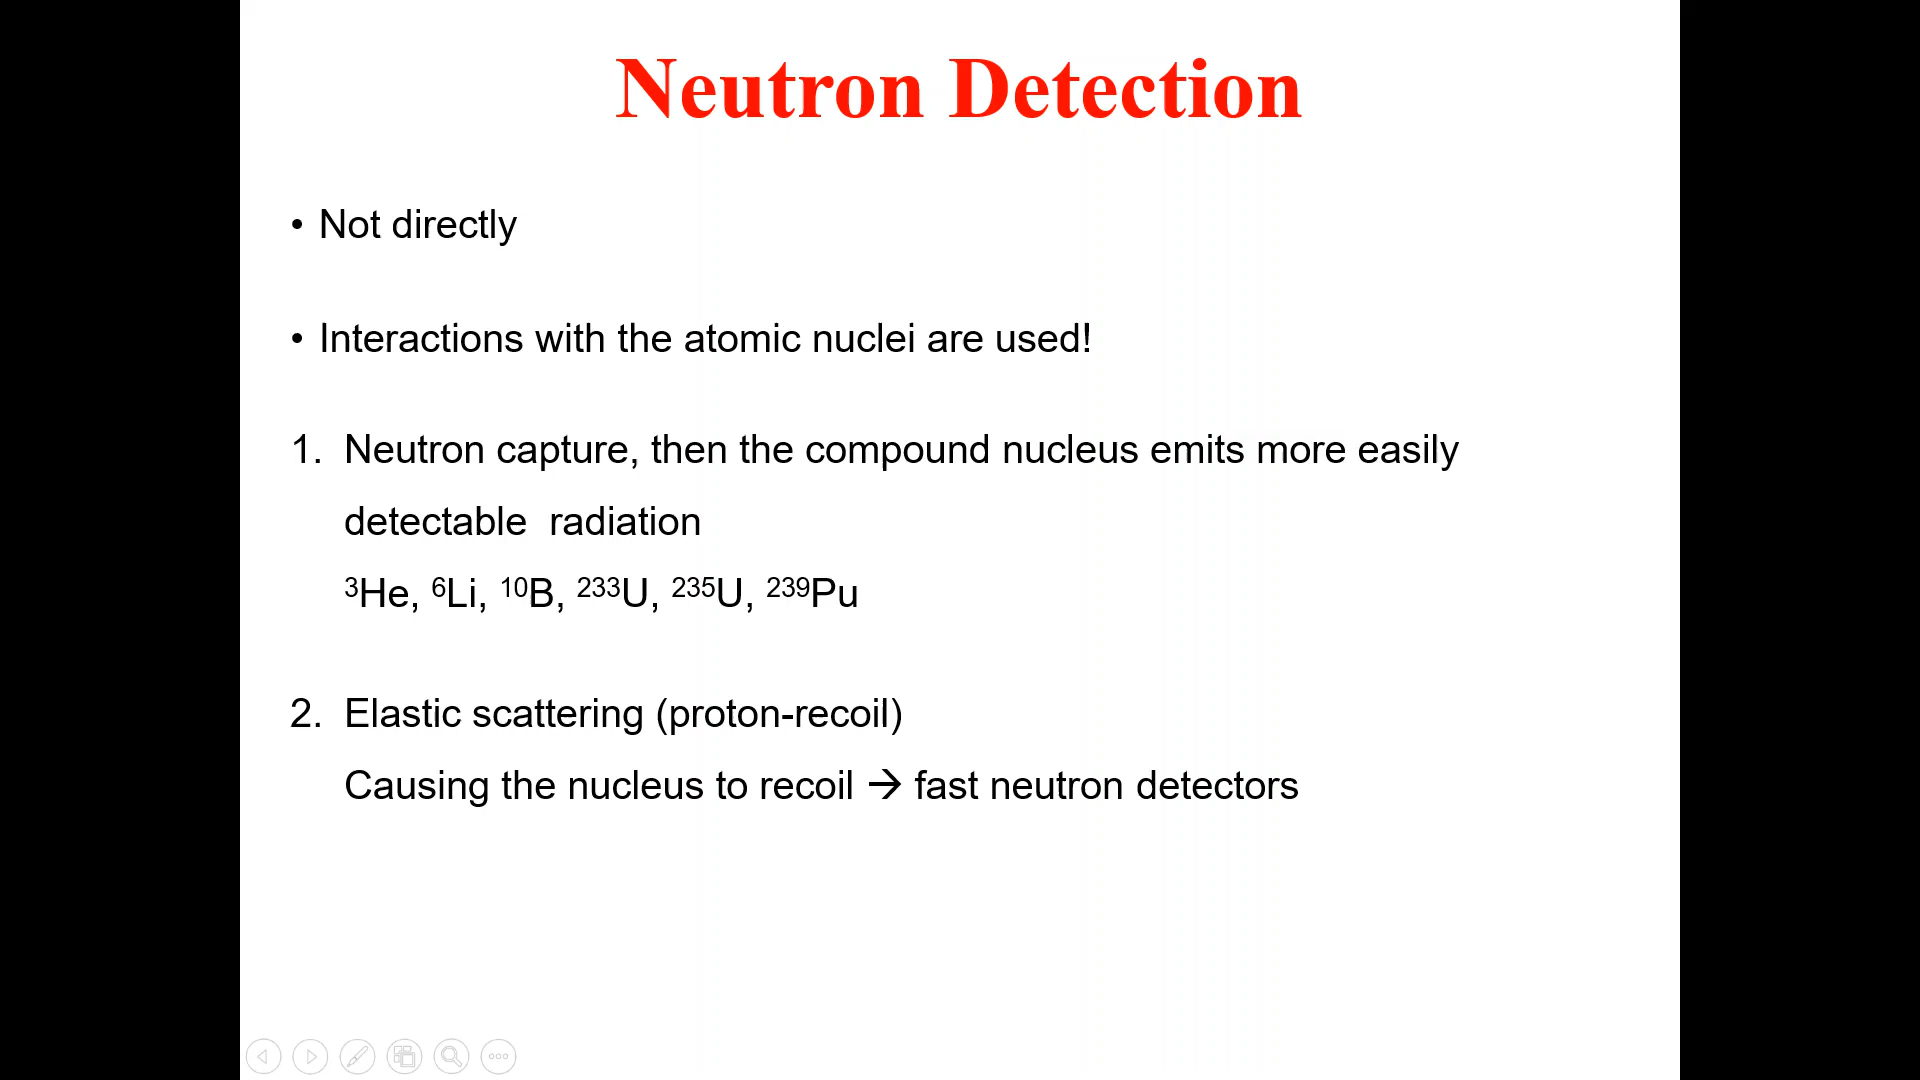 Neutron Detection
• Not directly
• Interactions with the atomic nuclei are used!
1. Neutron capture, then the compound nucleus emits more easily
detectable  radiation
³He, ⁶Li, ¹⁰B, ²³³U, ²³⁵U, ²³⁹Pu
2. Elastic scattering (proton-recoil)
Causing the nucleus to recoil → fast neutron detectors